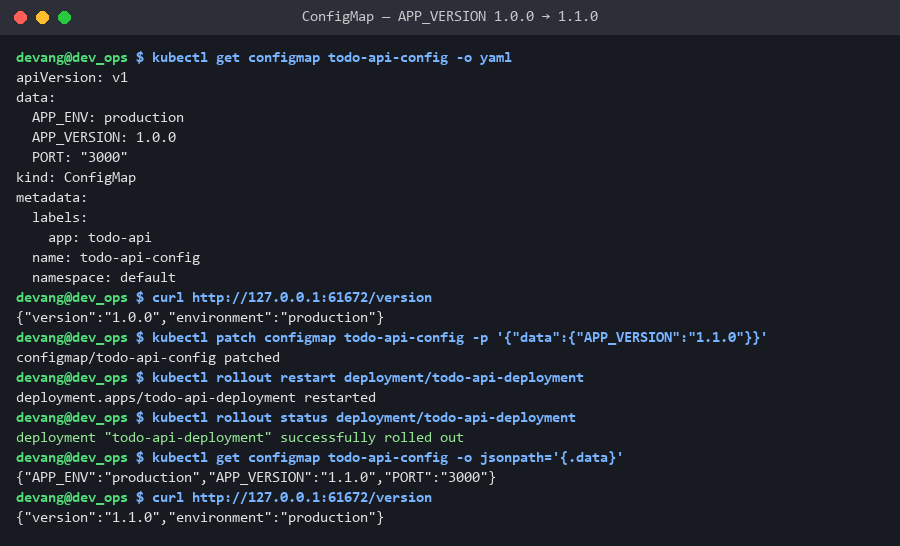 ConfigMap — APP_VERSION 1.0.0 → 1.1.0
devang@dev_ops $ kubectl get configmap todo-api-config -o yaml
apiVersion: v1
data:
  APP_ENV: production
  APP_VERSION: 1.0.0
  PORT: "3000"
kind: ConfigMap
metadata:
  labels:
    app: todo-api
  name: todo-api-config
  namespace: default
devang@dev_ops $ curl http://127.0.0.1:61672/version
{"version":"1.0.0","environment":"production"}
devang@dev_ops $ kubectl patch configmap todo-api-config -p '{"data":{"APP_VERSION":"1.1.0"}}'
configmap/todo-api-config patched
devang@dev_ops $ kubectl rollout restart deployment/todo-api-deployment
deployment.apps/todo-api-deployment restarted
devang@dev_ops $ kubectl rollout status deployment/todo-api-deployment
deployment "todo-api-deployment" successfully rolled out
devang@dev_ops $ kubectl get configmap todo-api-config -o jsonpath='{.data}'
{"APP_ENV":"production","APP_VERSION":"1.1.0","PORT":"3000"}
devang@dev_ops $ curl http://127.0.0.1:61672/version
{"version":"1.1.0","environment":"production"}